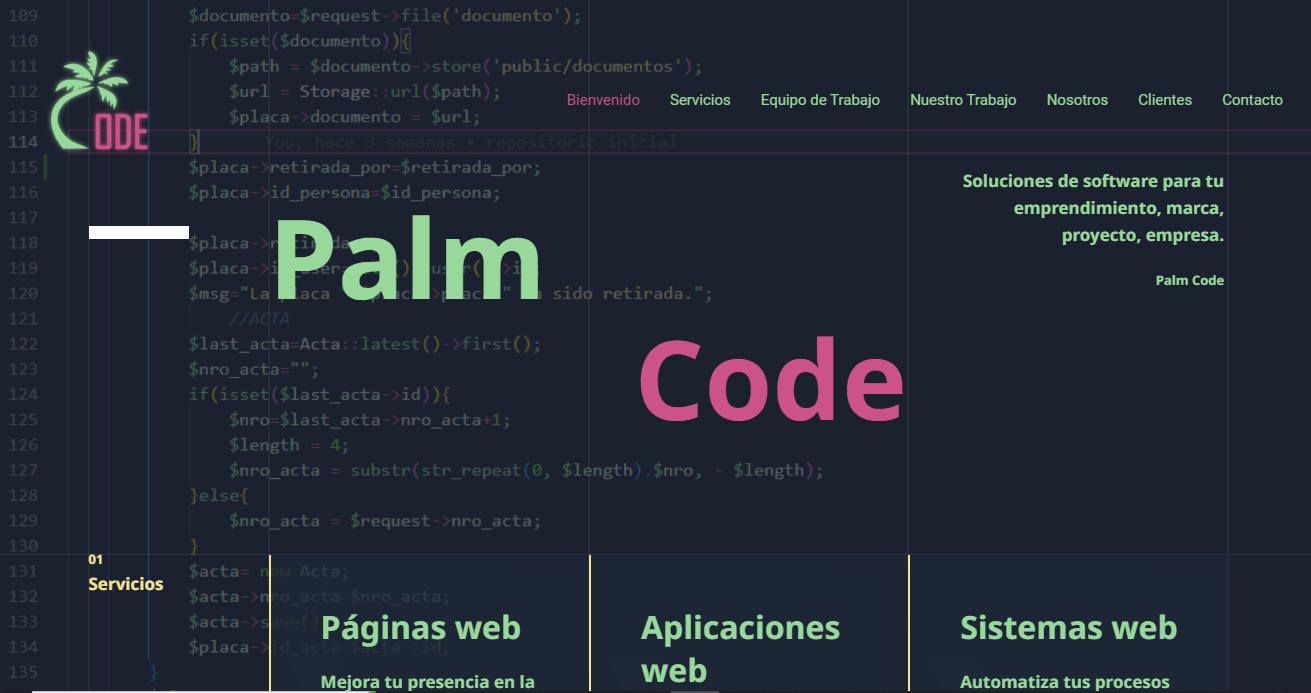 109 $documento=$request->file('documento');
110 if(isset($documento)){
111 $path = $documento->store('public/documentos');
112 $url = Storage::url($path);
113 $placa->documento = $url;
114 } You, hace 3 semanas • repositorio inicial
115 $placa->retirada_por=$retirada_por;
116 $placa->id_persona=$id_persona;
117
118 $placa->
119 $placa->
120 $msg="La sido retirada.";
121 //ACTA
122 $last_acta=Acta::latest()->first();
123 $nro_acta="";
124 if(isset($last_acta->id)){
125 $nro=$last_acta->nro_acta+1;
126 $length = 4;
127 $nro_acta = substr(str_repeat(0, $length).$nro, - $length);
128 }else{
129 $nro_acta = $request->nro_acta;
130 }
131 $acta= new Acta;
132 $acta->nro_acta=$nro_acta;
133 $acta->save()
134 $placa->id_acta=$acta->id;
135 }
ODE
Bienvenido Servicios Equipo de Trabajo Nuestro Trabajo Nosotros Clientes Contacto
Soluciones de software para tu
emprendimiento, marca,
proyecto, empresa.
Palm Code
Palm
Code
01
Servicios
Páginas web
Mejora tu presencia en la
Aplicaciones
web
Sistemas web
Automatiza tus procesos